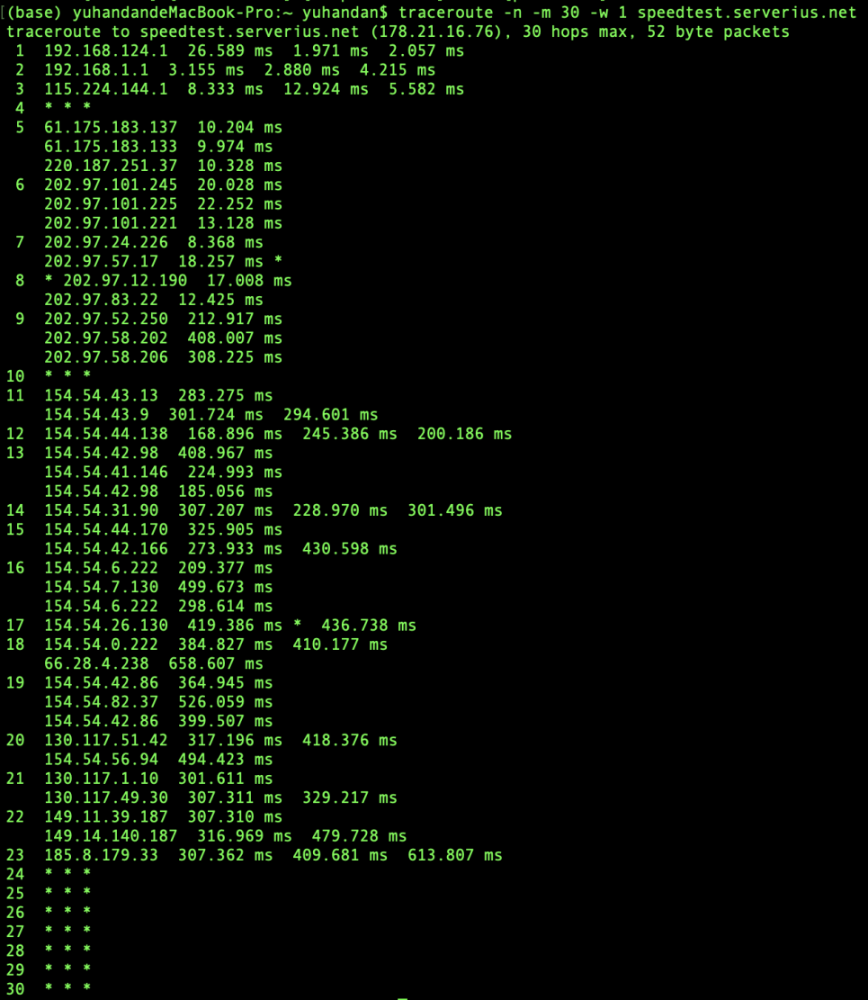 (base) yuhandandeMacBook-Pro:~ yuhandan$ traceroute -n -m 30 -w 1 speedtest.serverius.net
traceroute to speedtest.serverius.net (178.21.16.76), 30 hops max, 52 byte packets
 1  192.168.124.1  26.589 ms  1.971 ms  2.057 ms
 2  192.168.1.1  3.155 ms  2.880 ms  4.215 ms
 3  115.224.144.1  8.333 ms  12.924 ms  5.582 ms
 4  * * *
 5  61.175.183.137  10.204 ms
    61.175.183.133  9.974 ms
    220.187.251.37  10.328 ms
 6  202.97.101.245  20.028 ms
    202.97.101.225  22.252 ms
    202.97.101.221  13.128 ms
 7  202.97.24.226  8.368 ms
    202.97.57.17  18.257 ms *
 8  * 202.97.12.190  17.008 ms
    202.97.83.22  12.425 ms
 9  202.97.52.250  212.917 ms
    202.97.58.202  408.007 ms
    202.97.58.206  308.225 ms
10  * * *
11  154.54.43.13  283.275 ms
    154.54.43.9  301.724 ms  294.601 ms
12  154.54.44.138  168.896 ms  245.386 ms  200.186 ms
13  154.54.42.98  408.967 ms
    154.54.41.146  224.993 ms
    154.54.42.98  185.056 ms
14  154.54.31.90  307.207 ms  228.970 ms  301.496 ms
15  154.54.44.170  325.905 ms
    154.54.42.166  273.933 ms  430.598 ms
16  154.54.6.222  209.377 ms
    154.54.7.130  499.673 ms
    154.54.6.222  298.614 ms
17  154.54.26.130  419.386 ms *  436.738 ms
18  154.54.0.222  384.827 ms  410.177 ms
    66.28.4.238  658.607 ms
19  154.54.42.86  364.945 ms
    154.54.82.37  526.059 ms
    154.54.42.86  399.507 ms
20  130.117.51.42  317.196 ms  418.376 ms
    154.54.56.94  494.423 ms
21  130.117.1.10  301.611 ms
    130.117.49.30  307.311 ms  329.217 ms
22  149.11.39.187  307.310 ms
    149.14.140.187  316.969 ms  479.728 ms
23  185.8.179.33  307.362 ms  409.681 ms  613.807 ms
24  * * *
25  * * *
26  * * *
27  * * *
28  * * *
29  * * *
30  * * *